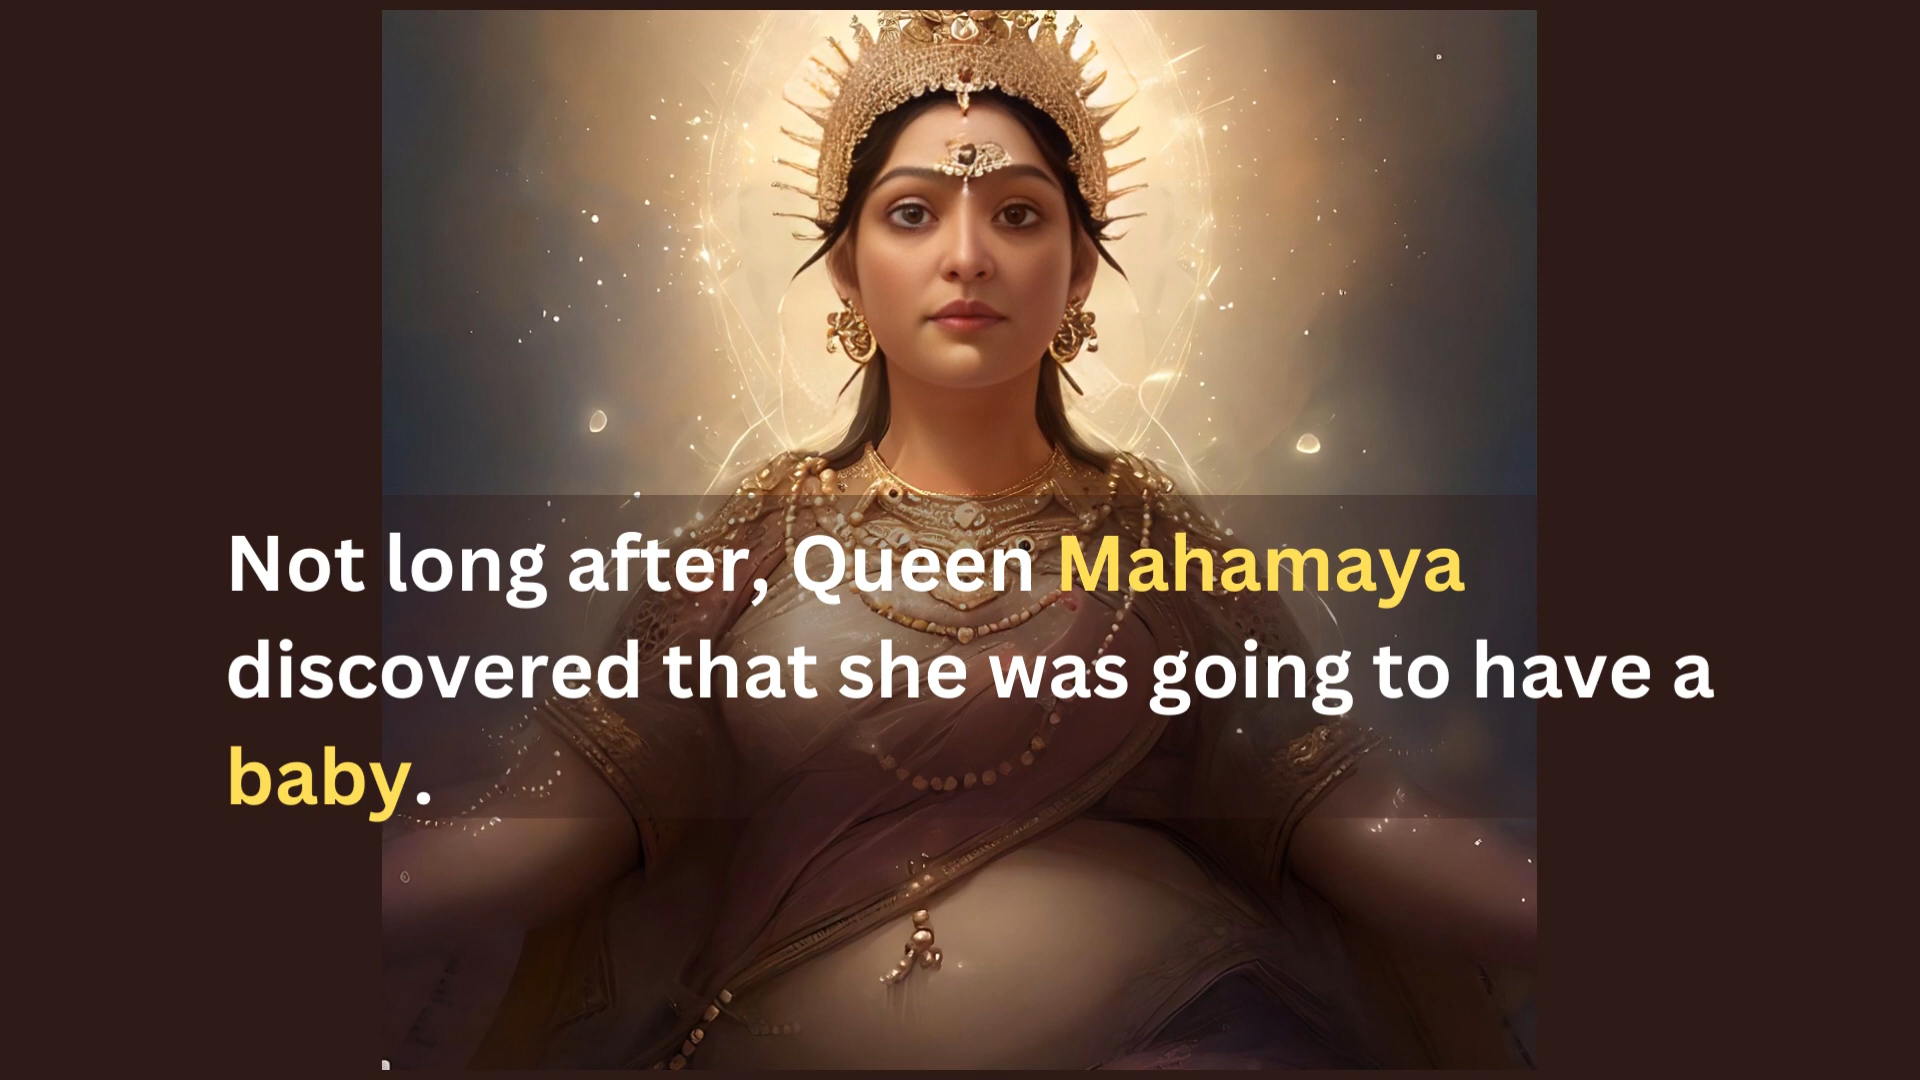 Not long after, Queen Mahamaya
discovered that she was going to have a
baby.